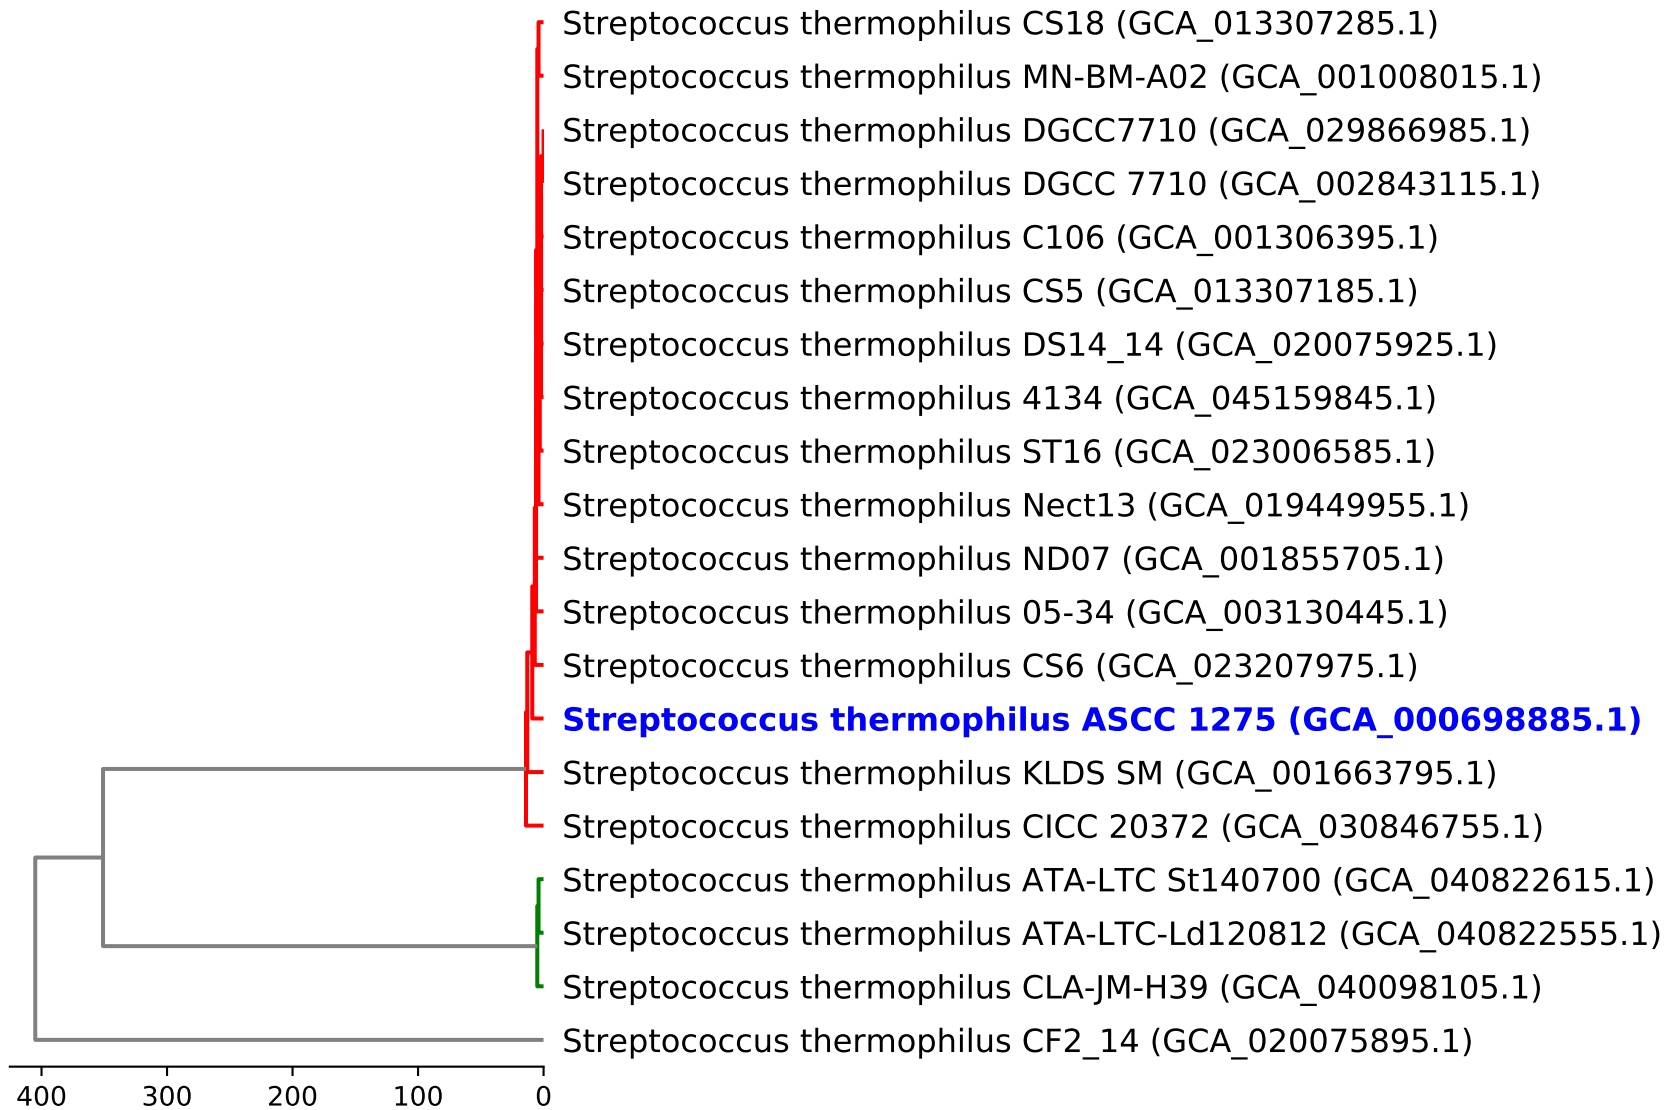 Streptococcus thermophilus CS18 (GCA_013307285.1)
Streptococcus thermophilus MN-BM-A02 (GCA_001008015.1)
Streptococcus thermophilus DGCC7710 (GCA_029866985.1)
Streptococcus thermophilus DGCC 7710 (GCA_002843115.1)
Streptococcus thermophilus C106 (GCA_001306395.1)
Streptococcus thermophilus CS5 (GCA_013307185.1)
Streptococcus thermophilus DS14_14 (GCA_020075925.1)
Streptococcus thermophilus 4134 (GCA_045159845.1)
Streptococcus thermophilus ST16 (GCA_023006585.1)
Streptococcus thermophilus Nect13 (GCA_019449955.1)
Streptococcus thermophilus ND07 (GCA_001855705.1)
Streptococcus thermophilus 05-34 (GCA_003130445.1)
Streptococcus thermophilus CS6 (GCA_023207975.1)
Streptococcus thermophilus ASCC 1275 (GCA_000698885.1)
Streptococcus thermophilus KLDS SM (GCA_001663795.1)
Streptococcus thermophilus CICC 20372 (GCA_030846755.1)
Streptococcus thermophilus ATA-LTC St140700 (GCA_040822615.1)
Streptococcus thermophilus ATA-LTC-Ld120812 (GCA_040822555.1)
Streptococcus thermophilus CLA-JM-H39 (GCA_040098105.1)
Streptococcus thermophilus CF2_14 (GCA_020075895.1)
400 300 200 100 0